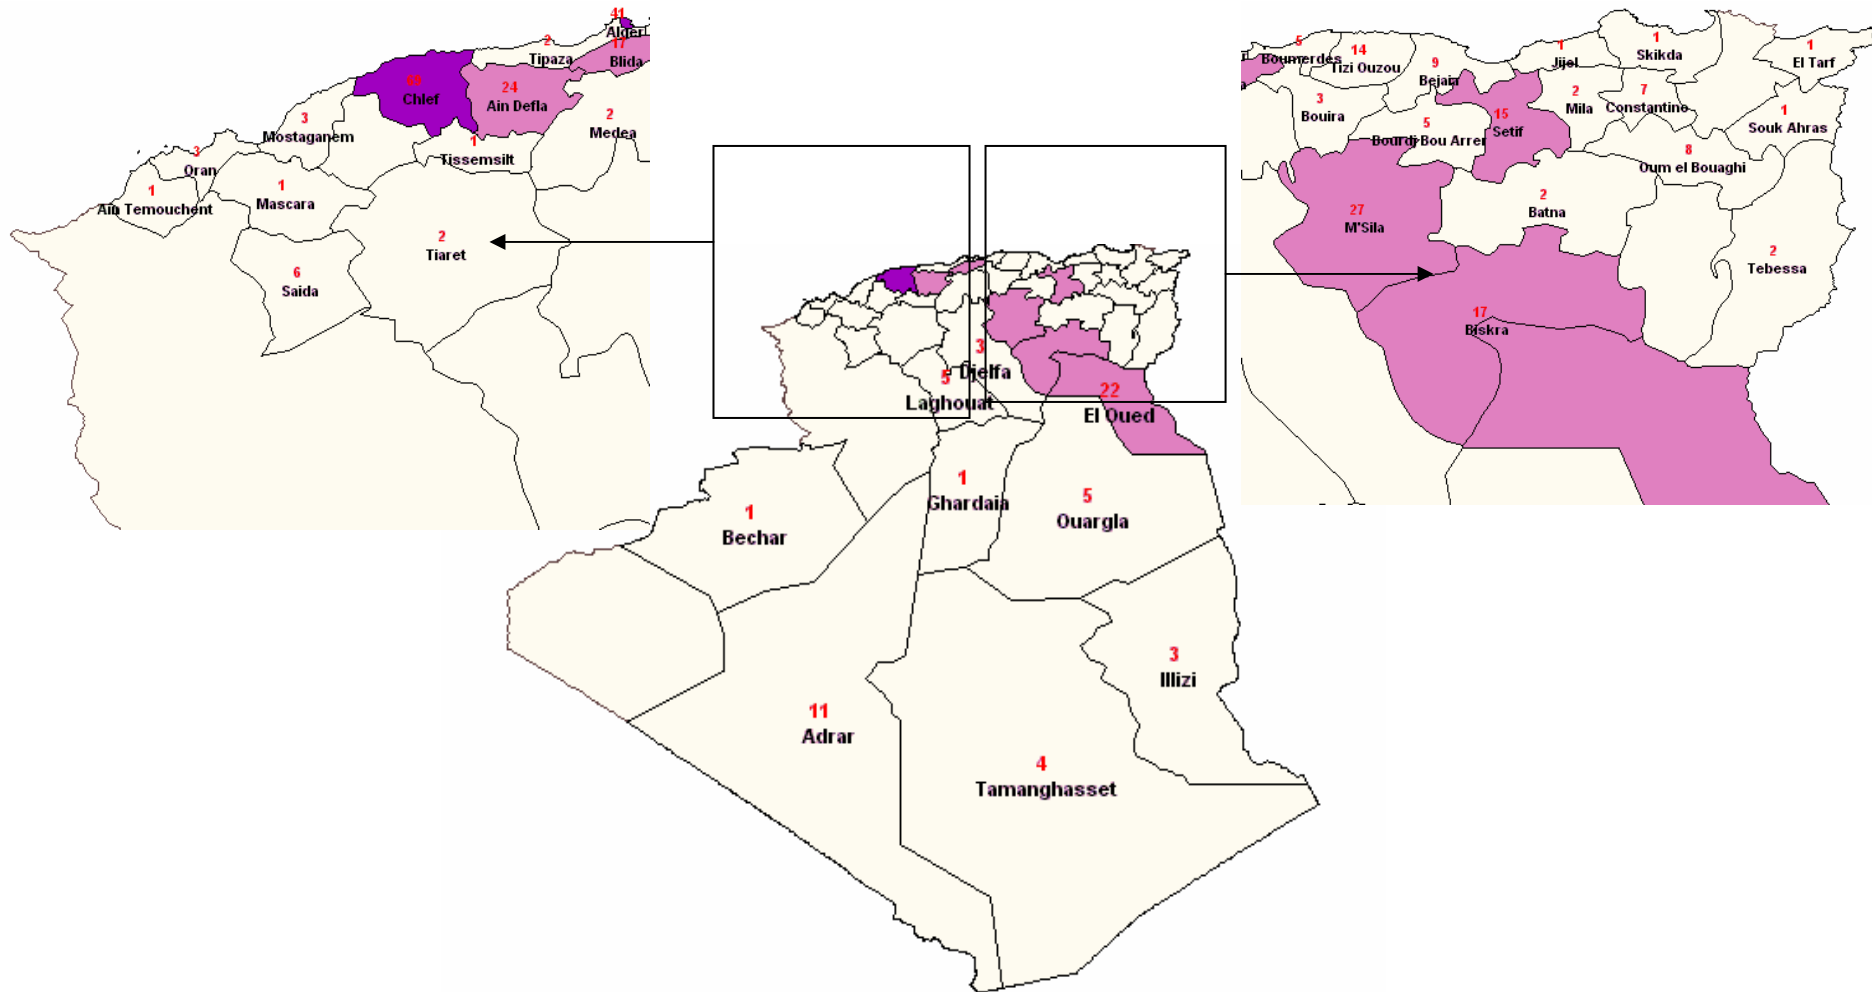 41
Alger
2
Tipaza
17
Blida
69
Chlef
24
Ain Defla
2
Medea
3
Mostaganem
1
Tissemsilt
3
Oran
1
Ain Temouchent
1
Mascara
2
Tiaret
6
Saida
5
Boumerdes
14
Tizi Ouzou
9
Bejaia
1
Jijel
1
Skikda
1
El Tarf
3
Bouira
5
Bourdj Bou Arrer
15
Setif
2
Mila
7
Constantine
1
Souk Ahras
8
Oum el Bouaghi
27
M'Sila
2
Batna
2
Tebessa
17
Biskra
3
Djelfa
5
Laghouat
22
El Oued
1
Ghardaia
5
Ouargla
1
Bechar
3
Illizi
11
Adrar
4
Tamanghasset